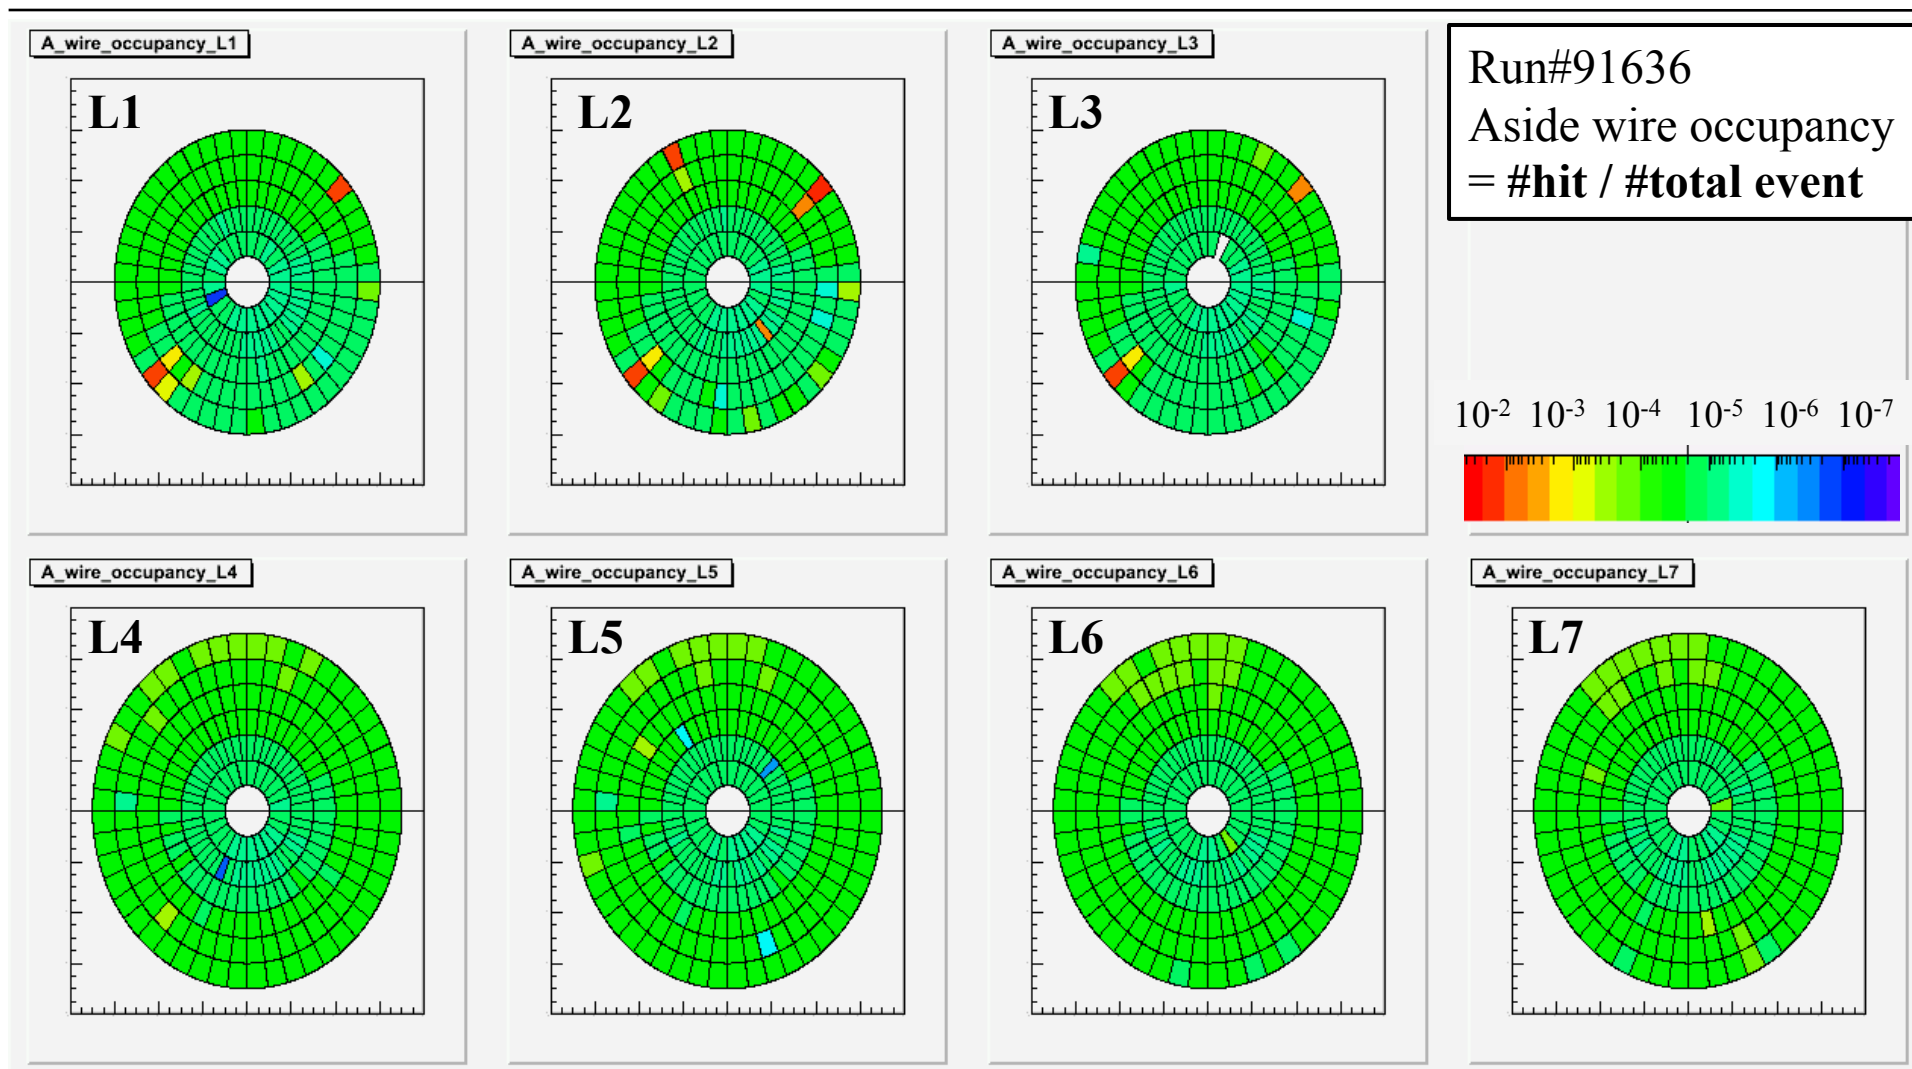 A_wire_occupancy_L1
A_wire_occupancy_L2
A_wire_occupancy_L3
L1
L2
L3
Run#91636
Aside wire occupancy
= #hit / #total event
10-2 10-3 10-4 10-5 10-6 10-7
A_wire_occupancy_L4
A_wire_occupancy_L5
A_wire_occupancy_L6
A_wire_occupancy_L7
L4
L5
L6
L7